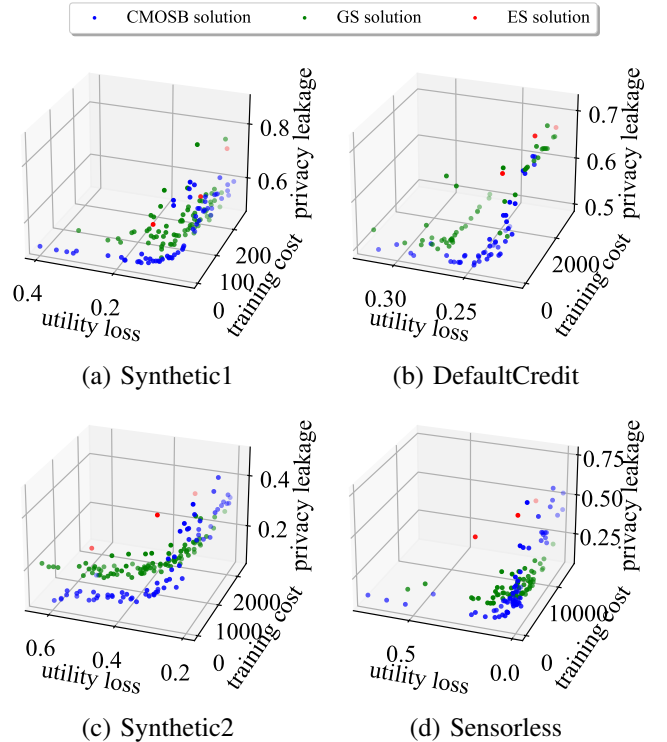 CMOSB solution GS solution ES solution
0.8
0.6
privacy leakage
200
100
0
training cost
0.4 0.2
utility loss
(a) Synthetic1
0.7
0.6
0.5
privacy leakage
2000
0
training cost
0.30 0.25
utility loss
(b) DefaultCredit
0.4
0.2
privacy leakage
2000
1000
0
training cost
0.6 0.4 0.2
utility loss
(c) Synthetic2
0.75
0.50
0.25
privacy leakage
10000
0
training cost
0.5 0.0
utility loss
(d) Sensorless